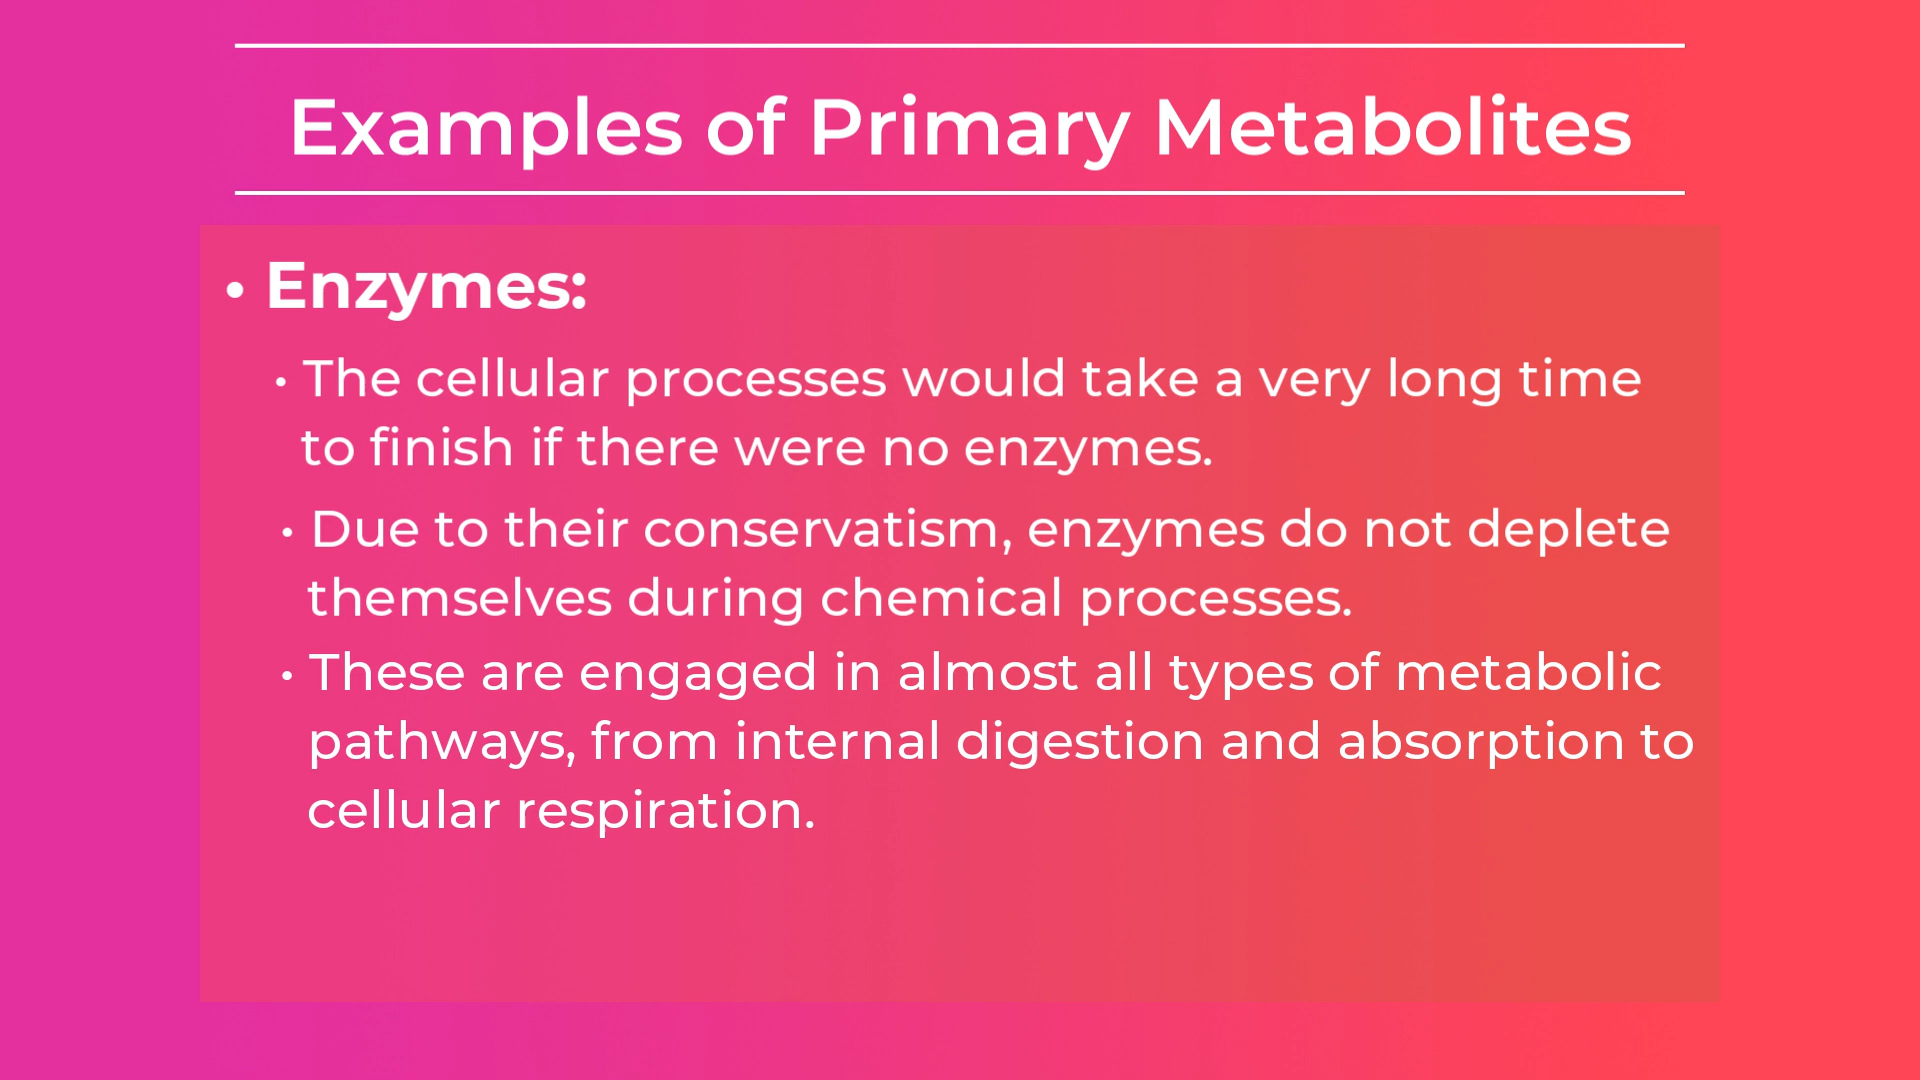 Examples of Primary Metabolites
• Enzymes:
• The cellular processes would take a very long time
to finish if there were no enzymes.
• Due to their conservatism, enzymes do not deplete
themselves during chemical processes.
• These are engaged in almost all types of metabolic
pathways, from internal digestion and absorption to
cellular respiration.